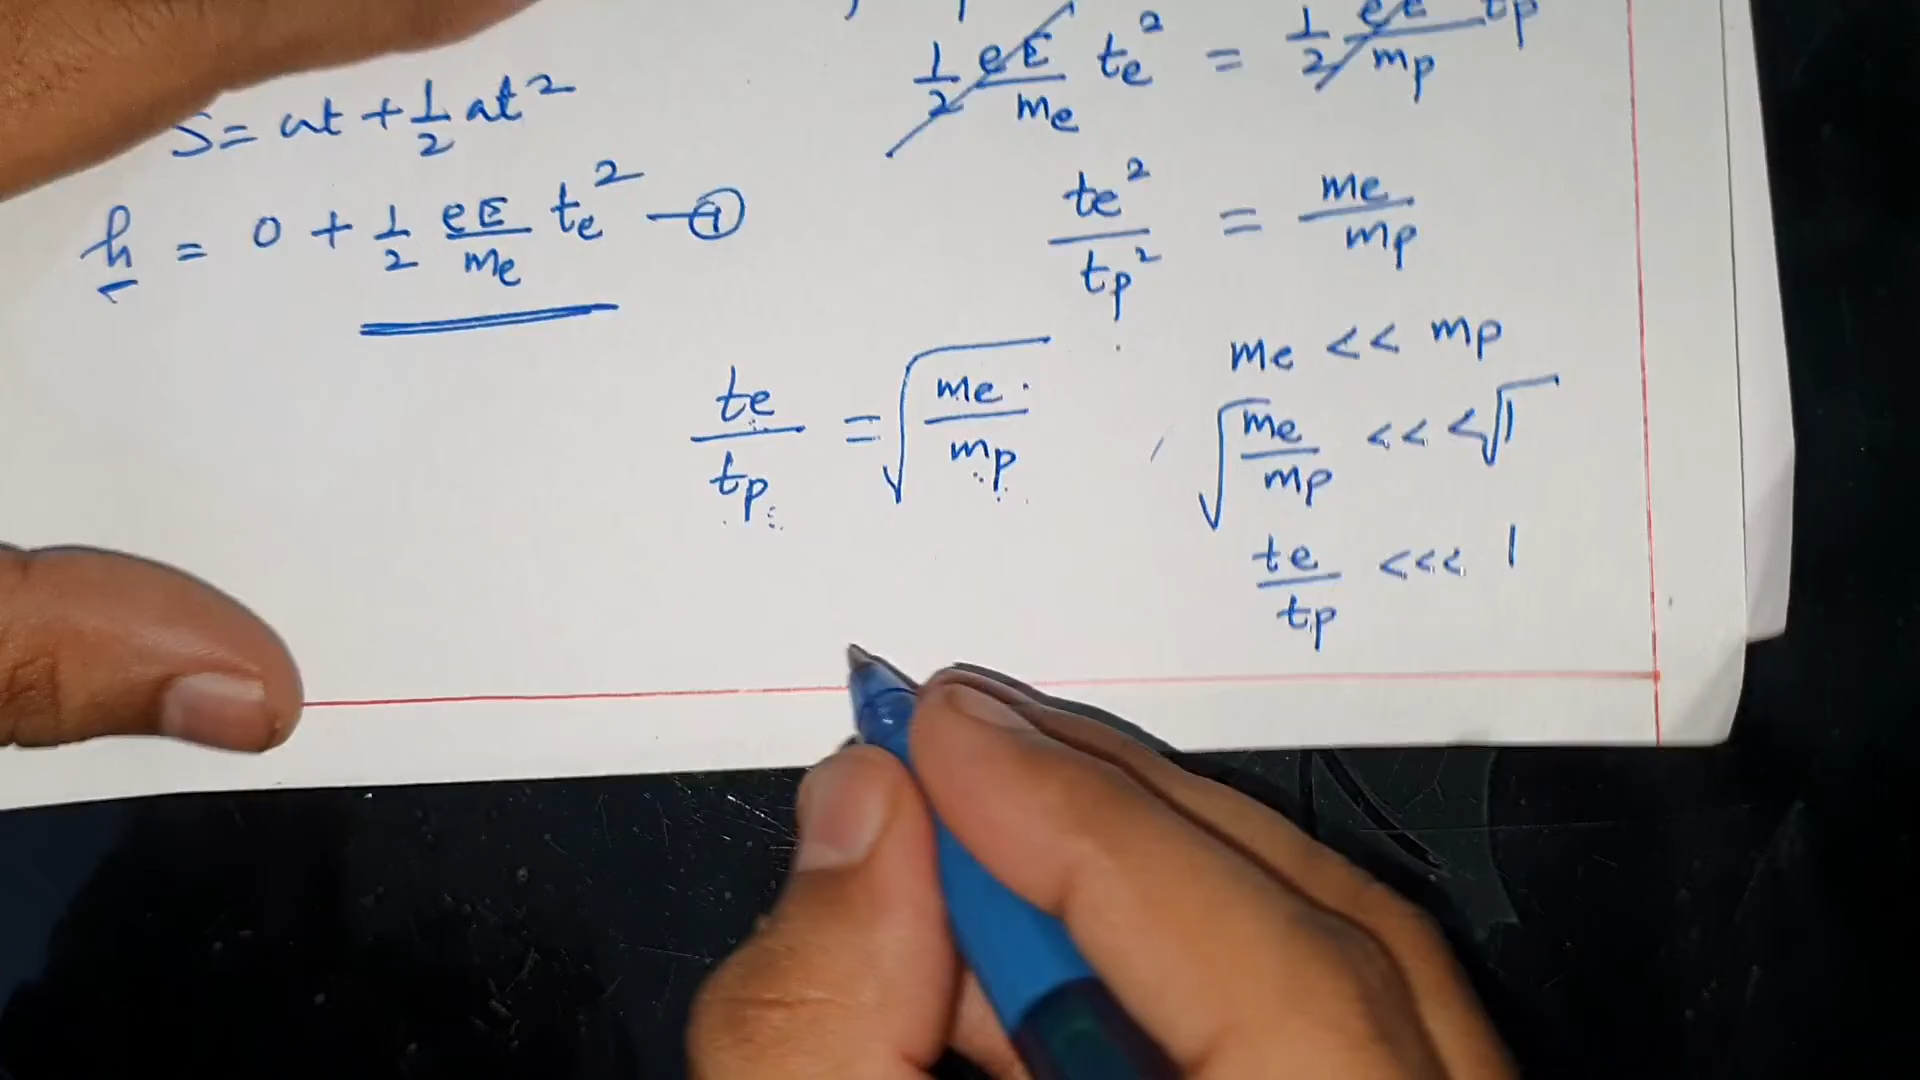 S = ut + 1/2 at²
h = 0 + 1/2 eE/me te² — ①
1/2 eE/me te² = 1/2 eE/mp tp
te²/tp² = me/mp
te/tp = √(me/mp)
me << mp
√(me/mp) <<< √1
te/tp <<< 1